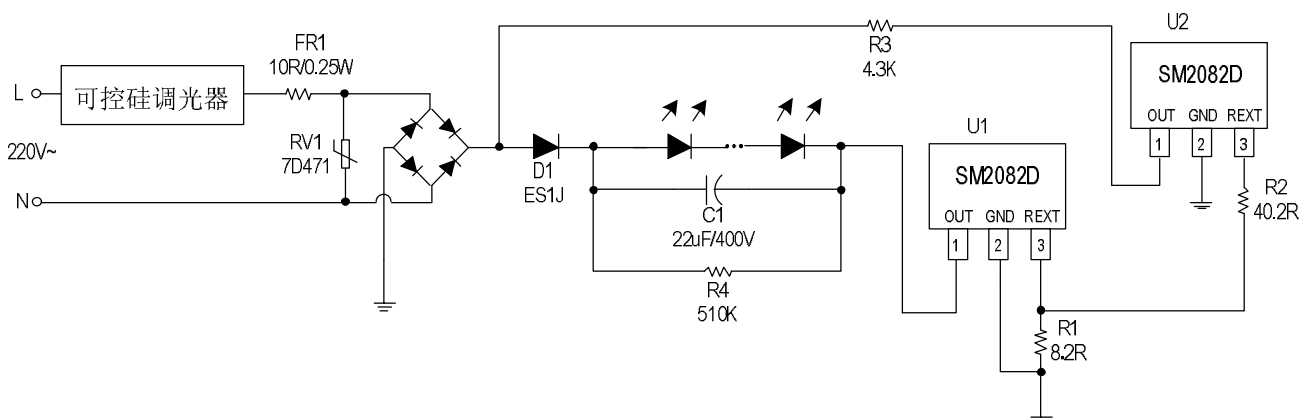 L
可控硅调光器
220V~
N
FR1
10R/0.25W
RV1
7D471
D1
ES1J
C1
22uF/400V
R4
510K
R3
4.3K
U1
SM2082D
OUT GND REXT
1 2 3
R1
8.2R
U2
SM2082D
OUT GND REXT
1 2 3
R2
40.2R